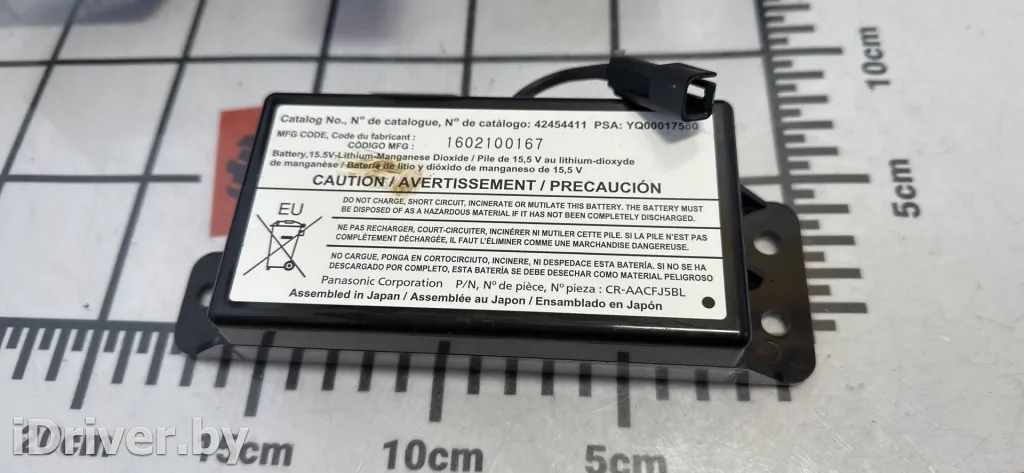 Catalog No., Nº de catalogue, Nº de catálogo: 42454411 PSA: YQ00017580
MFG CODE, Code du fabricant :
CÓDIGO MFG : 1602100167
Battery,15.5V-Lithium-Manganese Dioxide / Pile de 15,5 V au lithium-dioxyde
de manganèse / Batería de litio y dióxido de manganeso de 15,5 V
CAUTION / AVERTISSEMENT / PRECAUCIÓN
EU
DO NOT CHARGE, SHORT CIRCUIT, INCINERATE OR MUTILATE THIS BATTERY. THE BATTERY MUST
BE DISPOSED OF AS A HAZARDOUS MATERIAL IF IT HAS NOT BEEN COMPLETELY DISCHARGED.
NE PAS RECHARGER, COURT-CIRCUITER, INCINÉRER NI MUTILER CETTE PILE. SI LA PILE N'EST PAS
COMPLÈTEMENT DÉCHARGÉE, IL FAUT L'ÉLIMINER COMME UNE MARCHANDISE DANGEREUSE.
NO CARGUE, PONGA EN CORTOCIRCUITO, INCINERE, NI DESPEDACE ESTA BATERÍA. SI NO SE HA
DESCARGADO POR COMPLETO, ESTA BATERÍA SE DEBE DESECHAR COMO MATERIAL PELIGROSO
Panasonic Corporation P/N, Nº de pièce, Nº pieza : CR-AACFJ5BL
Assembled in Japan / Assemblée au Japon / Ensamblado en Japón
10cm
5cm
15cm
10cm
5cm
iDriver.by